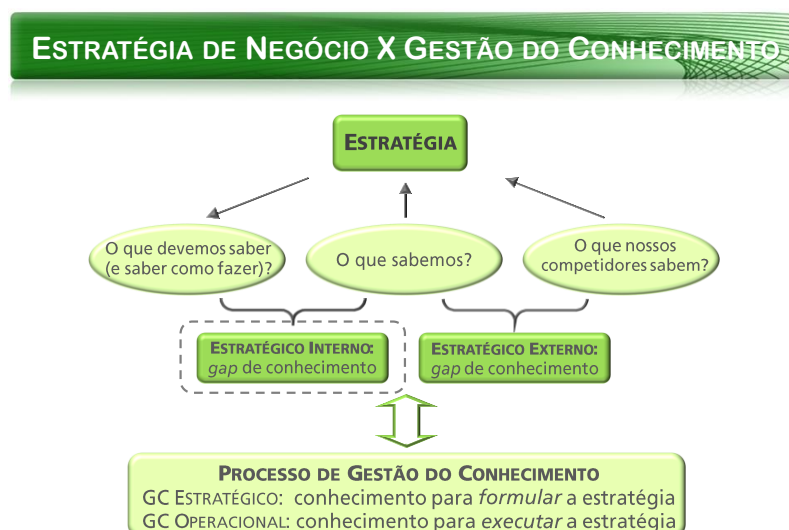 ESTRATÉGIA DE NEGÓCIO X GESTÃO DO CONHECIMENTO
ESTRATÉGIA
O que devemos saber
(e saber como fazer)?
O que sabemos?
O que nossos
competidores sabem?
ESTRATÉGICO INTERNO:
gap de conhecimento
ESTRATÉGICO EXTERNO:
gap de conhecimento
PROCESSO DE GESTÃO DO CONHECIMENTO
GC ESTRATÉGICO: conhecimento para formular a estratégia
GC OPERACIONAL: conhecimento para executar a estratégia